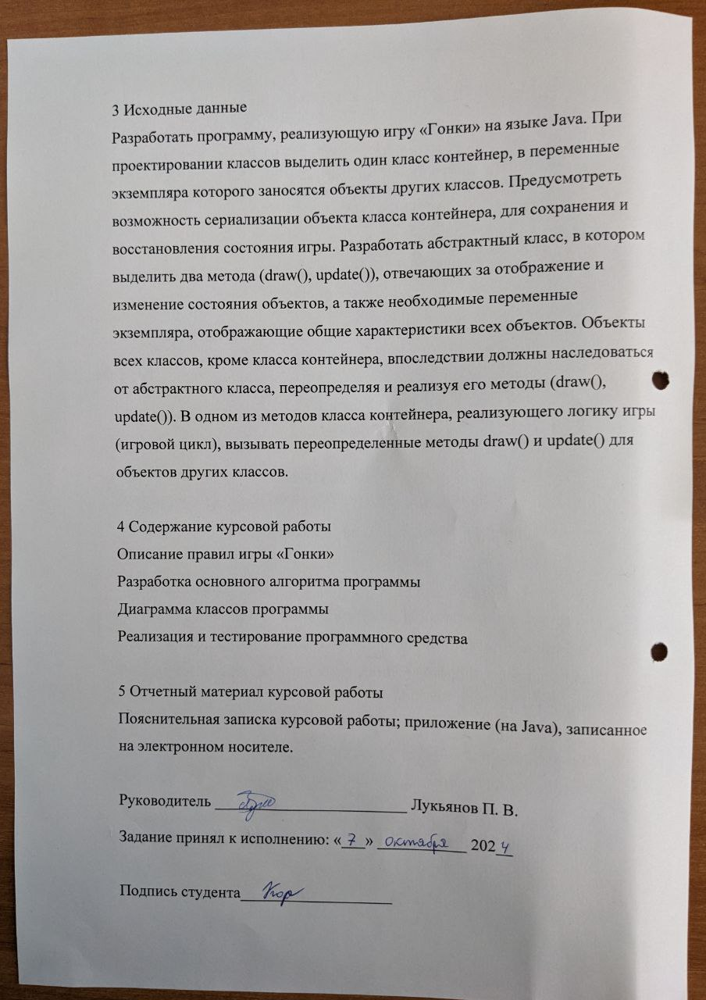 3 Исходные данные
Разработать программу, реализующую игру «Гонки» на языке Java. При
проектировании классов выделить один класс контейнер, в переменные
экземпляра которого заносятся объекты других классов. Предусмотреть
возможность сериализации объекта класса контейнера, для сохранения и
восстановления состояния игры. Разработать абстрактный класс, в котором
выделить два метода (draw(), update()), отвечающих за отображение и
изменение состояния объектов, а также необходимые переменные
экземпляра, отображающие общие характеристики всех объектов. Объекты
всех классов, кроме класса контейнера, впоследствии должны наследоваться
от абстрактного класса, переопределяя и реализуя его методы (draw(),
update()). В одном из методов класса контейнера, реализующего логику игры
(игровой цикл), вызывать переопределенные методы draw() и update() для
объектов других классов.
4 Содержание курсовой работы
Описание правил игры «Гонки»
Разработка основного алгоритма программы
Диаграмма классов программы
Реализация и тестирование программного средства
5 Отчетный материал курсовой работы
Пояснительная записка курсовой работы; приложение (на Java), записанное
на электронном носителе.
Руководитель Лукьянов П. В.
Задание принял к исполнению: «7» октября 2024
Подпись студента